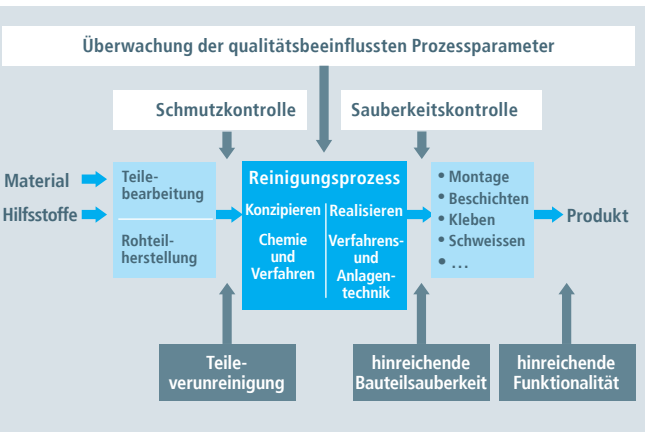 Überwachung der qualitätsbeeinflussten Prozessparameter
Schmutzkontrolle
Sauberkeitskontrolle
Material
Hilfsstoffe
Teile-
bearbeitung
Rohteil-
herstellung
Reinigungsprozess
Konzipieren
Chemie
und
Verfahren
Realisieren
Verfahrens-
und
Anlagen-
technik
• Montage
• Beschichten
• Kleben
• Schweissen
• ...
Produkt
Teile-
verunreinigung
hinreichende
Bauteilsauberkeit
hinreichende
Funktionalität